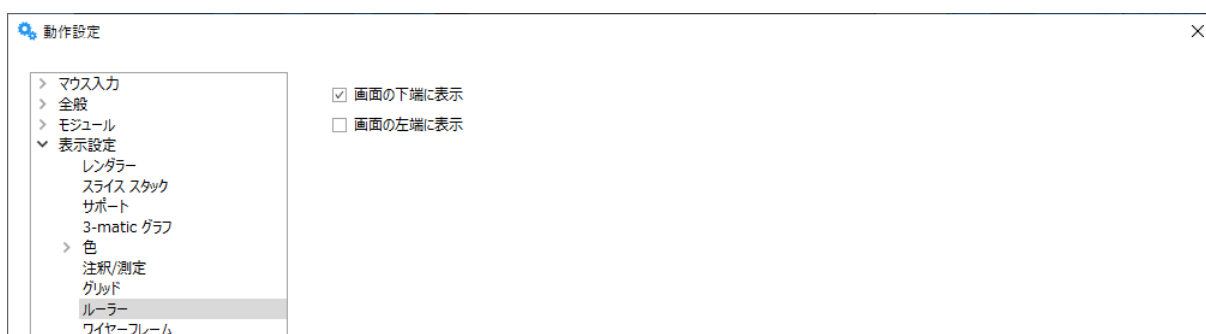 動作設定
マウス入力
全般
モジュール
表示設定
レンダラー
スライス スタック
サポート
3-matic グラフ
色
注釈/測定
グリッド
ルーラー
ワイヤーフレーム
画面の下端に表示
画面の左端に表示